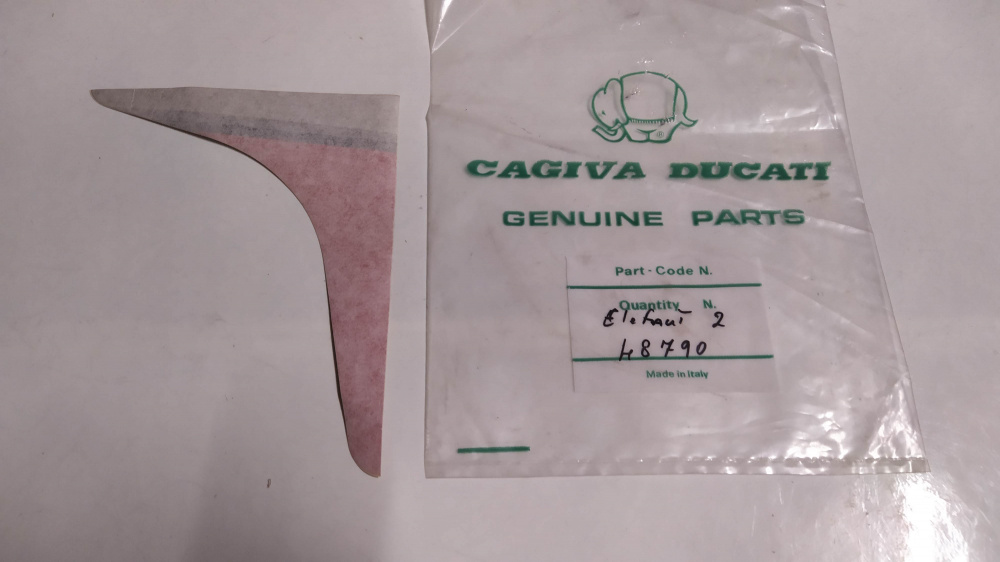 CAGIVA DUCATI
GENUINE PARTS
Part-Code N.
Quantity N.
Elefant 2
48790
Made in Italy